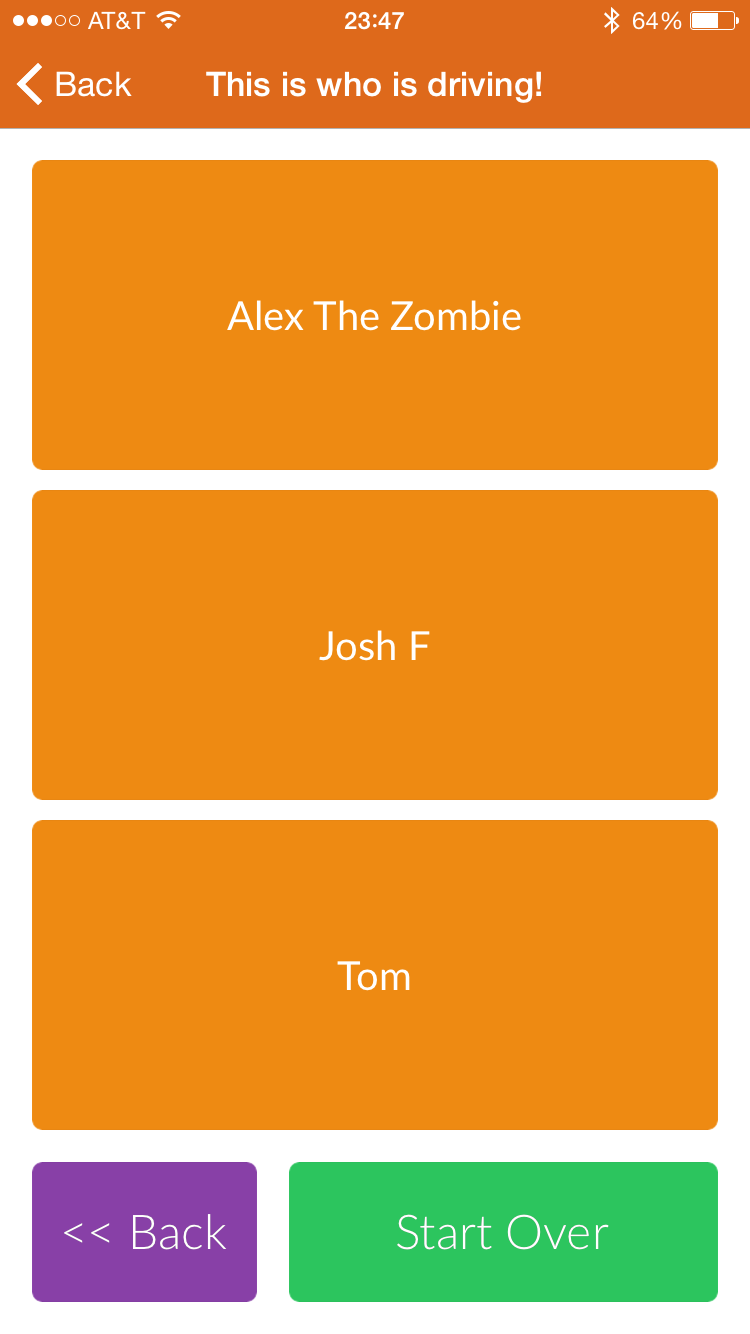 AT&T 23:47 64%
Back This is who is driving!
Alex The Zombie
Josh F
Tom
<< Back Start Over